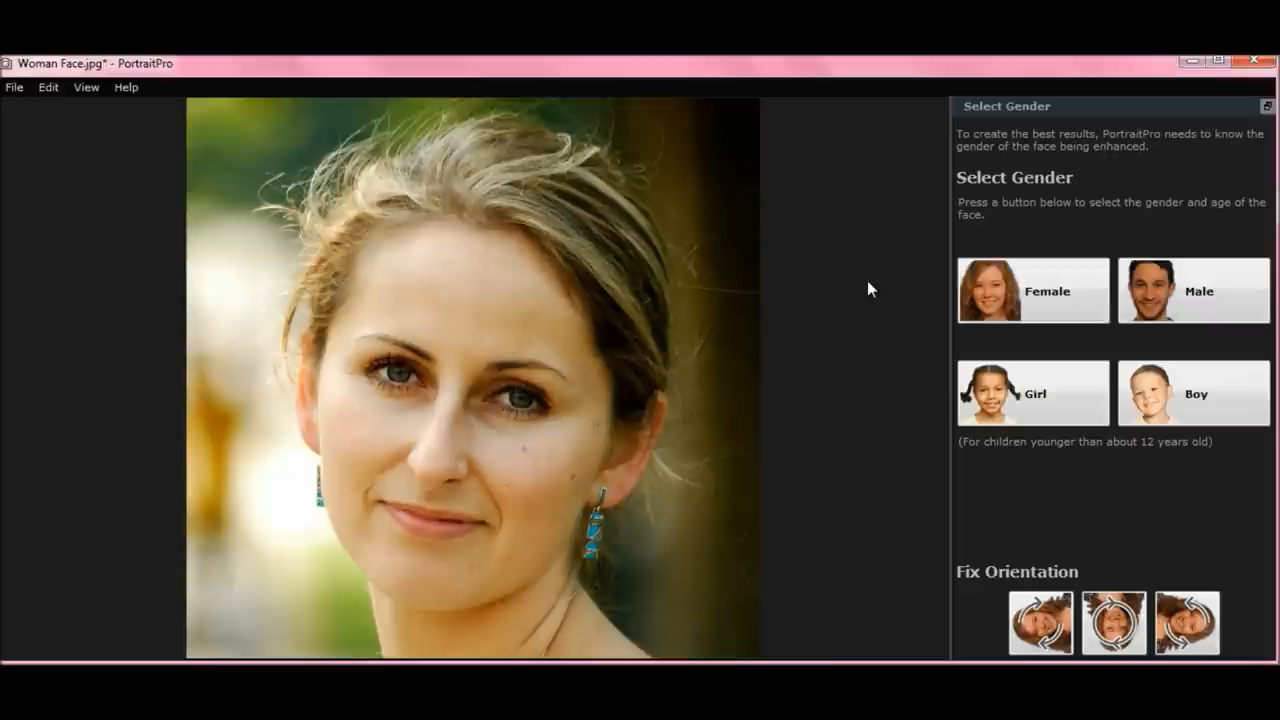 Woman Face.jpg* - PortraitPro
File Edit View Help
Select Gender
To create the best results, PortraitPro needs to know the
gender of the face being enhanced.
Select Gender
Press a button below to select the gender and age of the
face.
Female
Male
Girl
Boy
(For children younger than about 12 years old)
Fix Orientation